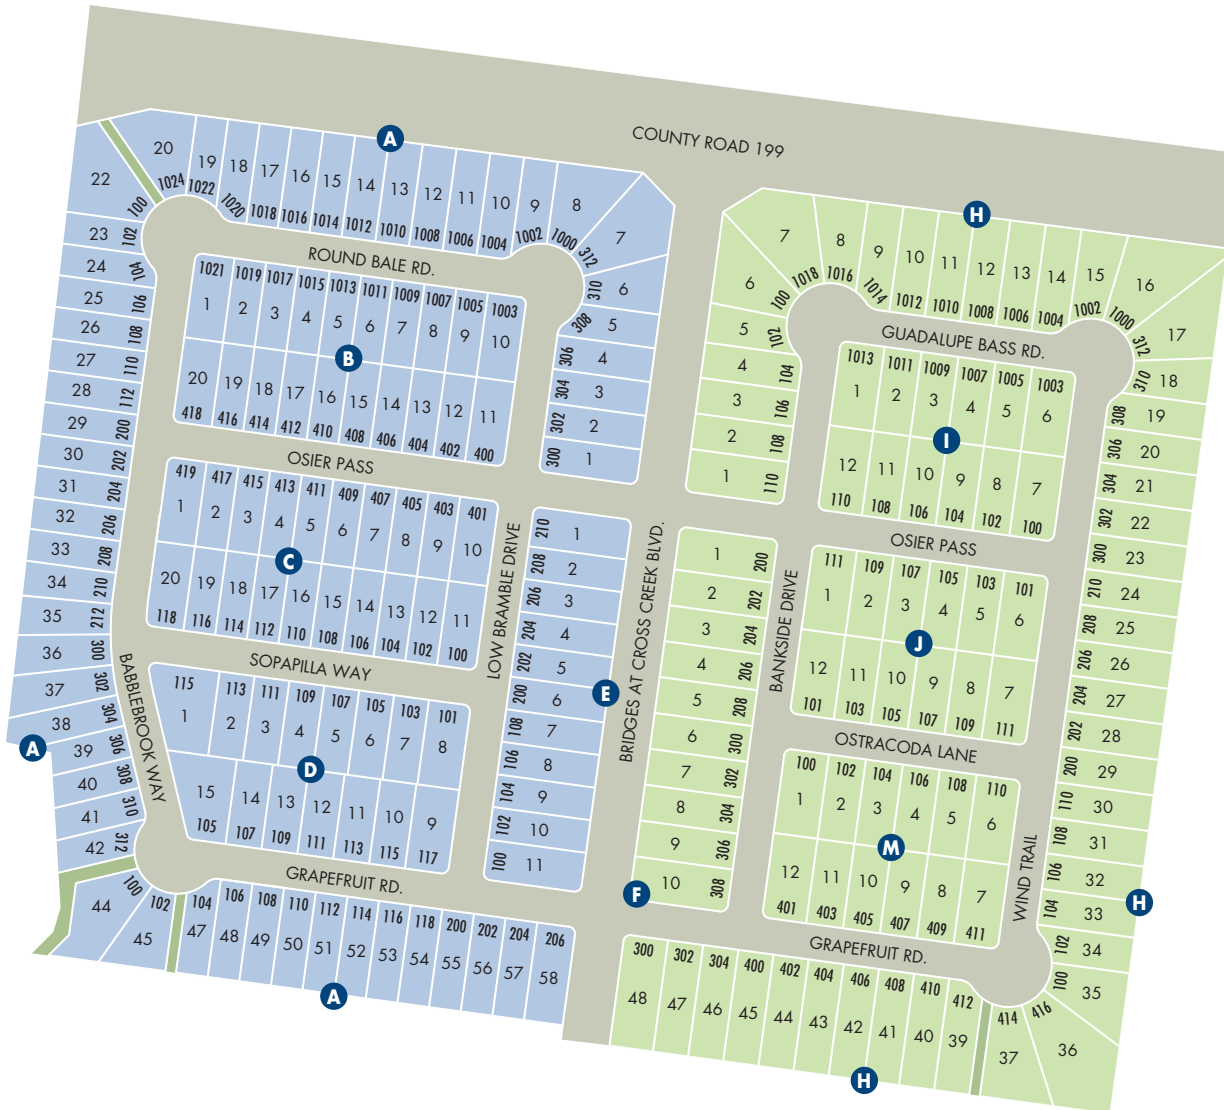 COUNTY ROAD 199
A
20 19 18 17 16 15 14 13 12 11 10 9 8 7
1024 1022 1020 1018 1016 1014 1012 1010 1008 1006 1004 1002 1000 312
6 310
5 308
4 306
3 304
2 302
1 300
ROUND BALE RD.
22 100
23 102
24 104
25 106
26 108
27 110
28 112
29 200
30 202
31 204
32 206
33 208
34 210
35 212
36 300
37 302
38 304
A
39 306
40 308
41 310
42 312
BABBLEBROOK WAY
1021 1019 1017 1015 1013 1011 1009 1007 1005 1003
1 2 3 4 5 6 7 8 9 10
B
20 19 18 17 16 15 14 13 12 11
418 416 414 412 410 408 406 404 402 400
OSIER PASS
419 417 415 413 411 409 407 405 403 401
1 2 3 4 5 6 7 8 9 10
C
20 19 18 17 16 15 14 13 12 11
118 116 114 112 110 108 106 104 102 100
SOPAPILLA WAY
115 113 111 109 107 105 103 101
1 2 3 4 5 6 7 8
D
15 14 13 12 11 10 9
105 107 109 111 113 115 117
GRAPEFRUIT RD.
100 102 104 106 108 110 112 114 116 118 200 202 204 206
44 45 47 48 49 50 51 52 53 54 55 56 57 58
A
LOW BRAMBLE DRIVE
210 1
208 2
206 3
204 4
202 5
200 6
E
108 7
106 8
104 9
102 10
100 11
BRIDGES AT CROSS CREEK BLVD.
H
7 8 9 10 11 12 13 14 15 16 17
1018 1016 1014 1012 1010 1008 1006 1004 1002 1000 312
6 100
5 102
4 104
3 106
2 108
1 110
GUADALUPE BASS RD.
1013 1011 1009 1007 1005 1003
1 2 3 4 5 6
I
12 11 10 9 8 7
110 108 106 104 102 100
OSIER PASS
111 109 107 105 103 101
1 2 3 4 5 6
J
12 11 10 9 8 7
101 103 105 107 109 111
OSTRACODA LANE
100 102 104 106 108 110
1 2 3 4 5 6
M
12 11 10 9 8 7
401 403 405 407 409 411
GRAPEFRUIT RD.
BANKSIDE DRIVE
1 200
2 202
3 204
4 206
5 208
6 300
7 302
8 304
9 306
10 308
F
WIND TRAIL
310 18
308 19
306 20
304 21
302 22
300 23
210 24
208 25
206 26
204 27
202 28
200 29
110 30
108 31
106 32
H
104 33
102 34
100 35
300 302 304 400 402 404 406 408 410 412 414 416
48 47 46 45 44 43 42 41 40 39 37 36
H